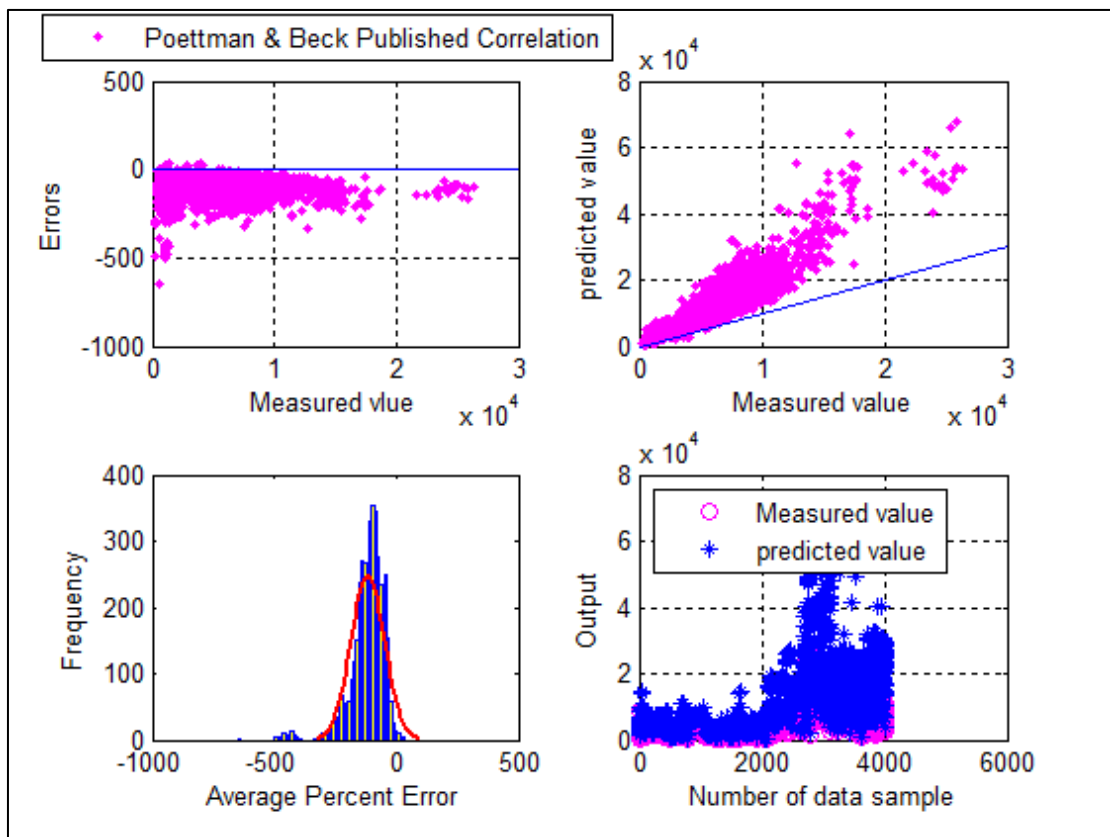 Poettman & Beck Published Correlation
500
0
-500
-1000
Errors
0
1
2
3
Measured vlue
x 10^4
x 10^4
8
6
4
2
0
predicted value
0
1
2
3
Measured value
x 10^4
400
300
200
100
0
Frequency
-1000
-500
0
500
Average Percent Error
x 10^4
8
6
4
2
0
Output
Measured value
predicted value
0
2000
4000
6000
Number of data sample